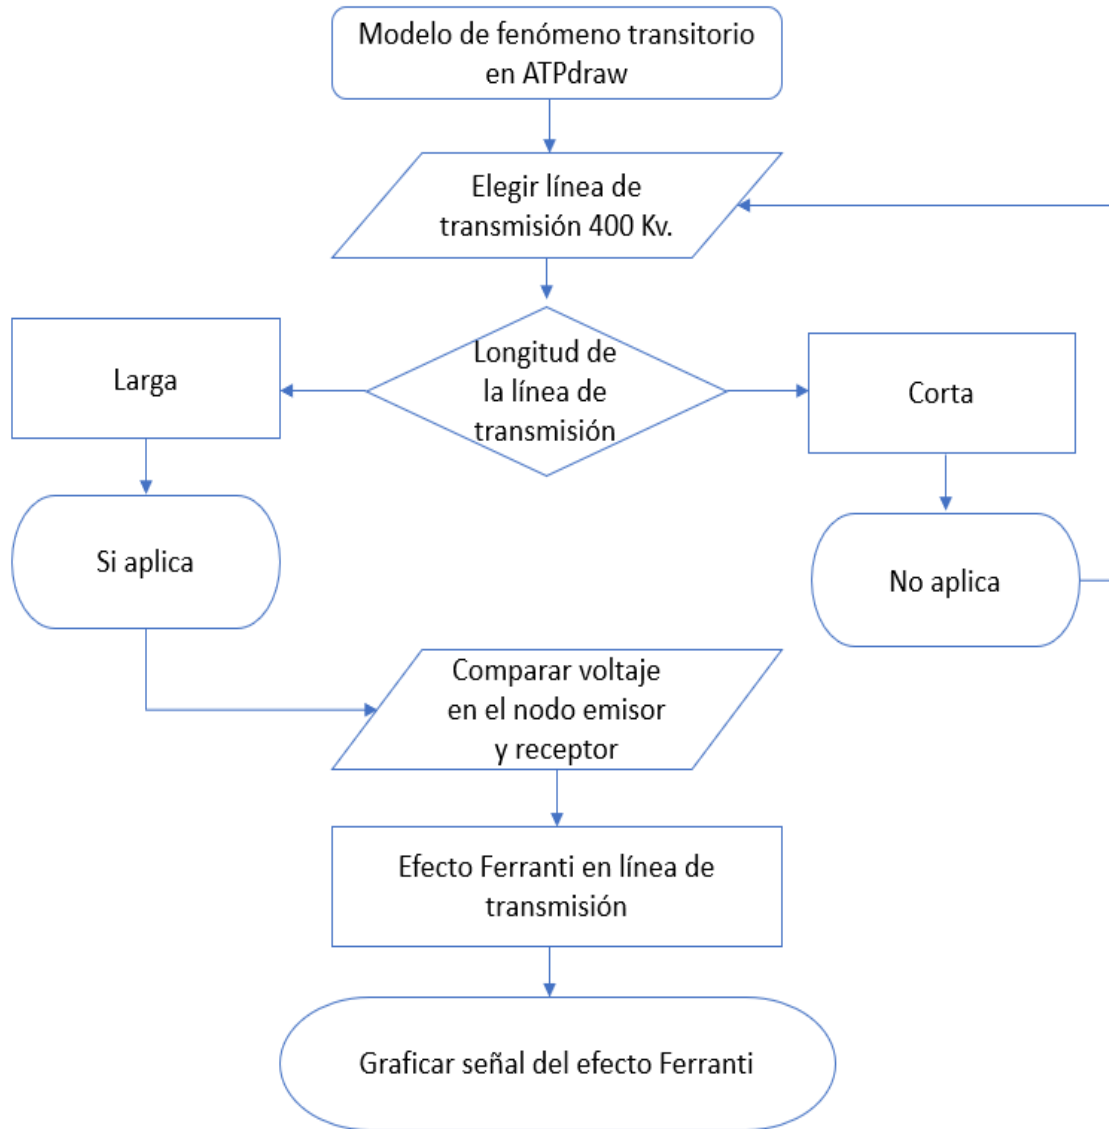 Modelo de fenómeno transitorio
en ATPdraw
Elegir línea de
transmisión 400 Kv.
Longitud de
la línea de
transmisión
Larga
Corta
Si aplica
No aplica
Comparar voltaje
en el nodo emisor
y receptor
Efecto Ferranti en línea de
transmisión
Graficar señal del efecto Ferranti